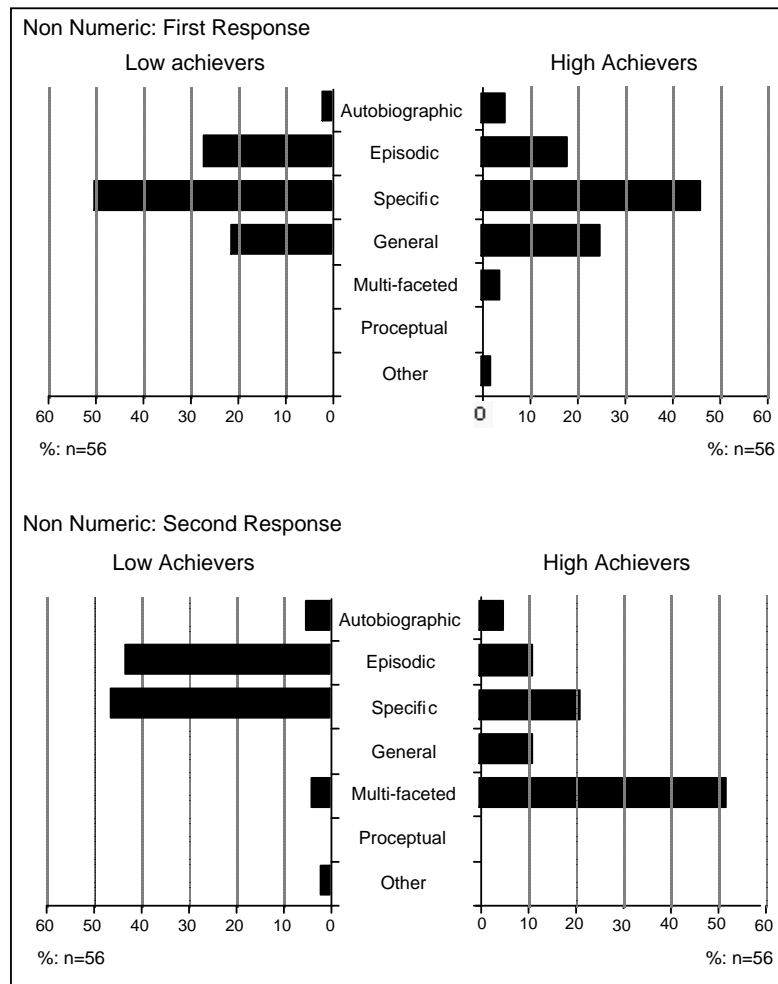 Non Numeric: First Response
Low achievers
High Achievers
Autobiographic
Episodic
Specific
General
Multi-faceted
Proceptual
Other
60 50 40 30 20 10 0
0 10 20 30 40 50 60
%: n=56
%: n=56
Non Numeric: Second Response
Low Achievers
High Achievers
Autobiographic
Episodic
Specific
General
Multi-faceted
Proceptual
Other
60 50 40 30 20 10 0
0 10 20 30 40 50 60
%: n=56
%: n=56